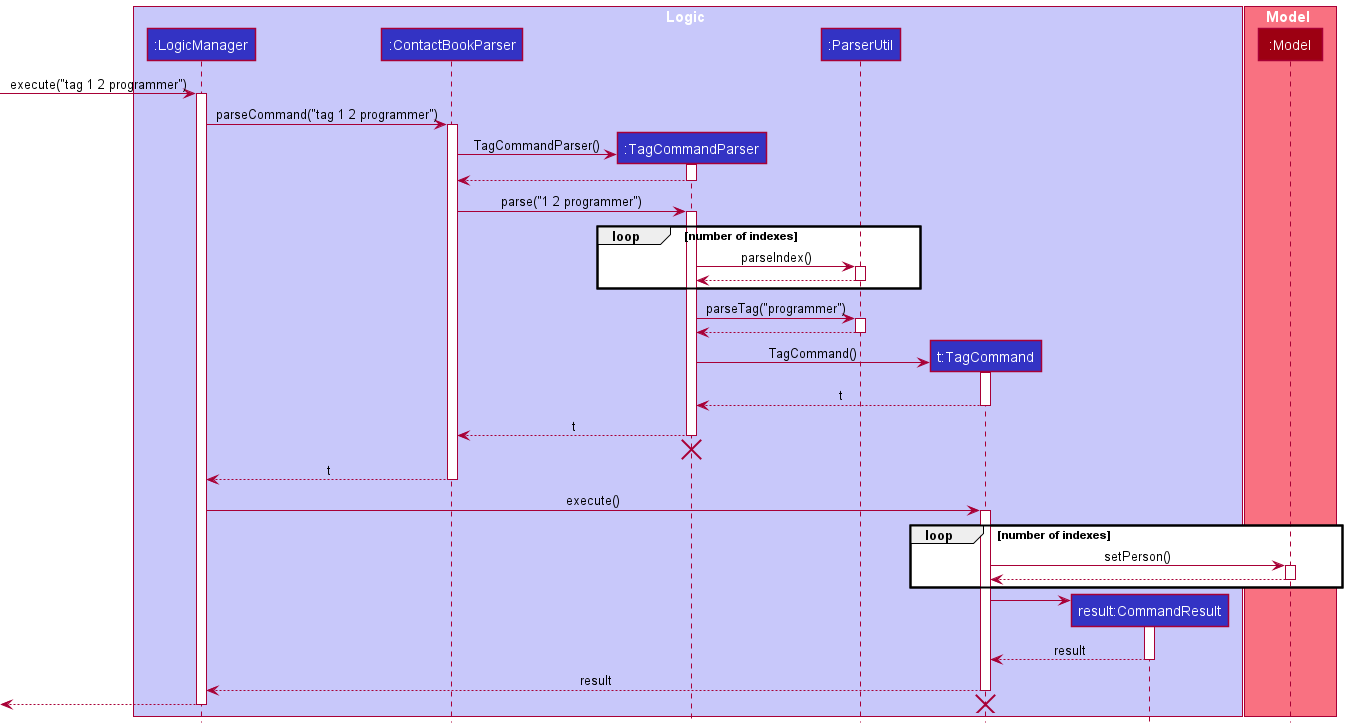 Logic
Model
:LogicManager
:ContactBookParser
:ParserUtil
:Model
execute("tag 1 2 programmer")
parseCommand("tag 1 2 programmer")
TagCommandParser()
:TagCommandParser
parse("1 2 programmer")
loop
[number of indexes]
parseIndex()
parseTag("programmer")
TagCommand()
t:TagCommand
t
t
t
execute()
loop
[number of indexes]
setPerson()
result:CommandResult
result
result